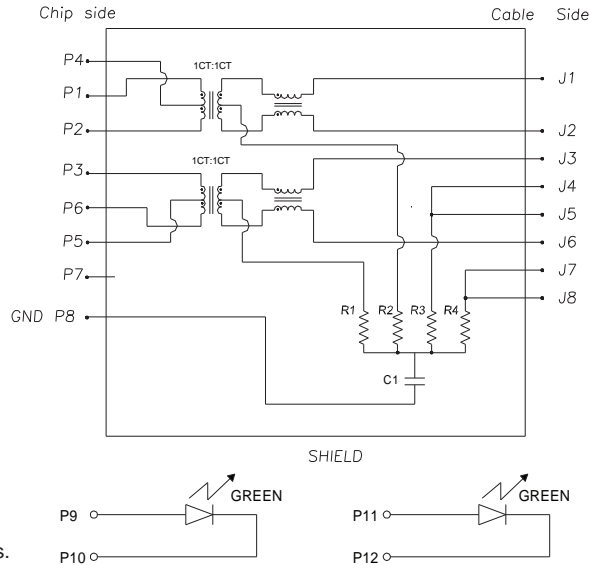 Chip side Cable Side
P4
1CT:1CT
J1
P1
P2 J2
P3 J3
1CT:1CT
J4
P6 J5
P5 J6
P7 J7
GND P8 J8
R1 R2 R3 R4
C1
SHIELD
GREEN GREEN
P9 P11
s. P10 P12